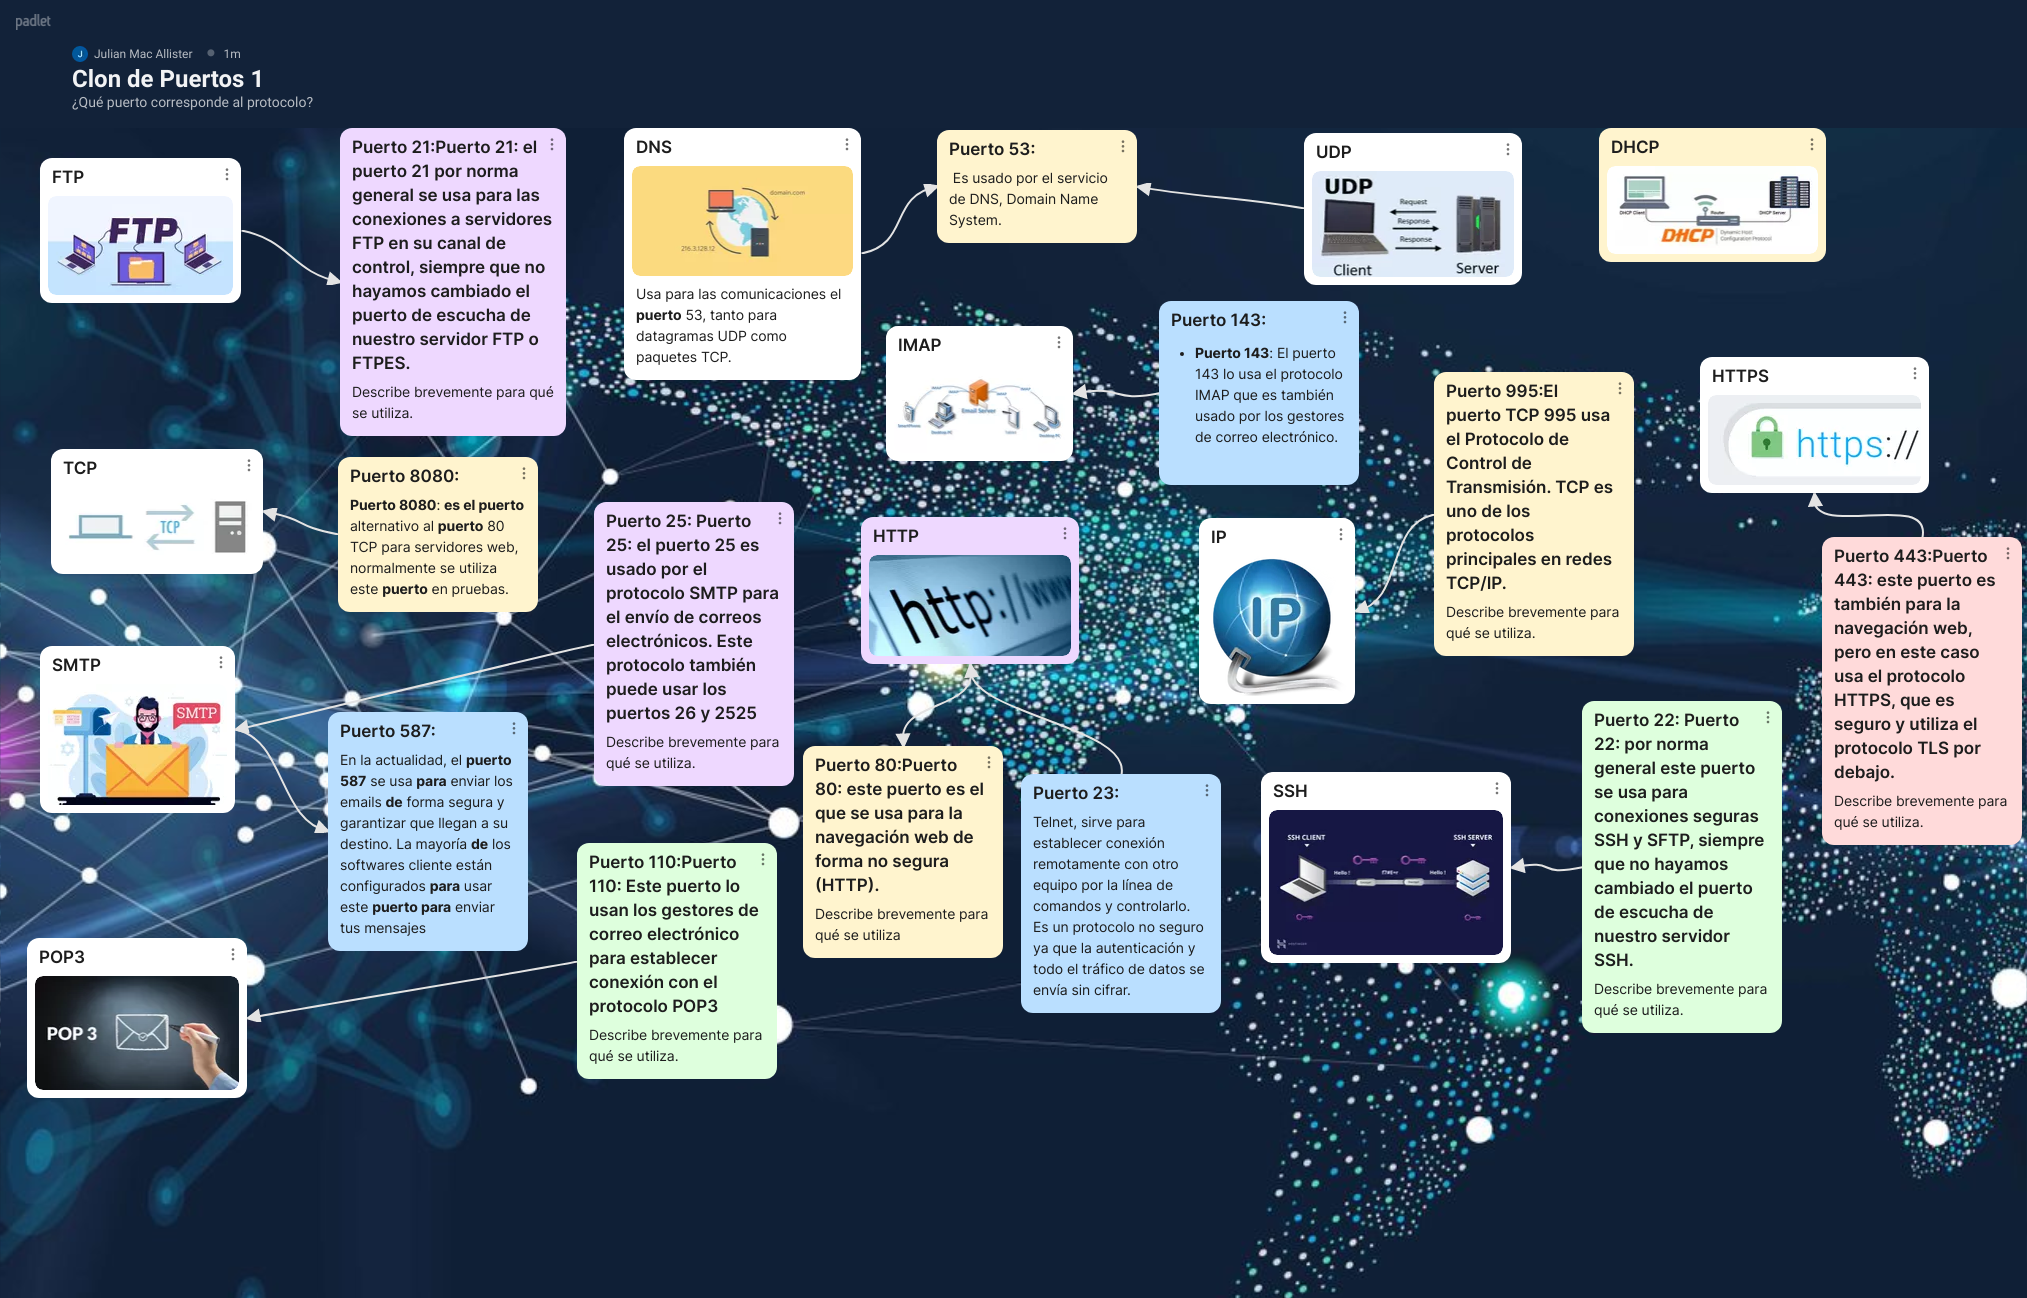 padlet
J Julian Mac Allister 1m
Clon de Puertos 1
¿Qué puerto corresponde al protocolo?
FTP
FTP
Puerto 21:Puerto 21: el
puerto 21 por norma
general se usa para las
conexiones a servidores
FTP en su canal de
control, siempre que no
hayamos cambiado el
puerto de escucha de
nuestro servidor FTP o
FTPES.
Describe brevemente para qué
se utiliza.
DNS
domain.com
216.3.128.12
Usa para las comunicaciones el
puerto 53, tanto para
datagramas UDP como
paquetes TCP.
Puerto 53:
Es usado por el servicio
de DNS, Domain Name
System.
UDP
UDP
Request
Response
Response
Client
Server
DHCP
DHCP Client
Router
DHCP Server
DHCP
Dynamic Host
Configuration Protocol
IMAP
Email Server
Puerto 143:
• Puerto 143: El puerto
143 lo usa el protocolo
IMAP que es también
usado por los gestores
de correo electrónico.
Puerto 995:El
puerto TCP 995 usa
el Protocolo de
Control de
Transmisión. TCP es
uno de los
protocolos
principales en redes
TCP/IP.
Describe brevemente para
qué se utiliza.
HTTPS
https://
TCP
TCP
Puerto 8080:
Puerto 8080: es el puerto
alternativo al puerto 80
TCP para servidores web,
normalmente se utiliza
este puerto en pruebas.
Puerto 25: Puerto
25: el puerto 25 es
usado por el
protocolo SMTP para
el envío de correos
electrónicos. Este
protocolo también
puede usar los
puertos 26 y 2525
Describe brevemente para
qué se utiliza.
HTTP
http://www
IP
IP
Puerto 443:Puerto
443: este puerto es
también para la
navegación web,
pero en este caso
usa el protocolo
HTTPS, que es
seguro y utiliza el
protocolo TLS por
debajo.
Describe brevemente para
qué se utiliza.
SMTP
SMTP
Puerto 587:
En la actualidad, el puerto
587 se usa para enviar los
emails de forma segura y
garantizar que llegan a su
destino. La mayoría de los
softwares cliente están
configurados para usar
este puerto para enviar
tus mensajes
Puerto 80:Puerto
80: este puerto es el
que se usa para la
navegación web de
forma no segura
(HTTP).
Describe brevemente para
qué se utiliza
Puerto 23:
Telnet, sirve para
establecer conexión
remotamente con otro
equipo por la línea de
comandos y controlarlo.
Es un protocolo no seguro
ya que la autenticación y
todo el tráfico de datos se
envía sin cifrar.
SSH
SSH CLIENT
SSH SERVER
Hello !
Hello !
Puerto 22: Puerto
22: por norma
general este puerto
se usa para
conexiones seguras
SSH y SFTP, siempre
que no hayamos
cambiado el puerto
de escucha de
nuestro servidor
SSH.
Describe brevemente para
qué se utiliza.
POP3
POP 3
Puerto 110:Puerto
110: Este puerto lo
usan los gestores de
correo electrónico
para establecer
conexión con el
protocolo POP3
Describe brevemente para
qué se utiliza.